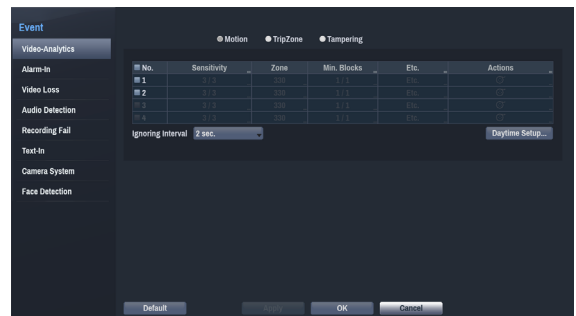 Event
Motion TripZone Tampering
Video-Analytics
Alarm-In
Video Loss
Audio Detection
Recording Fail
Text-In
Camera System
Face Detection
No. Sensitivity Zone Min. Blocks Etc. Actions
1 3 / 3 330 1 / 1 Etc.
2 3 / 3 330 1 / 1 Etc.
3 3 / 3 330 1 / 1 Etc.
4 3 / 3 330 1 / 1 Etc.
Ignoring Interval 2 sec. Daytime Setup...
Default Apply OK Cancel